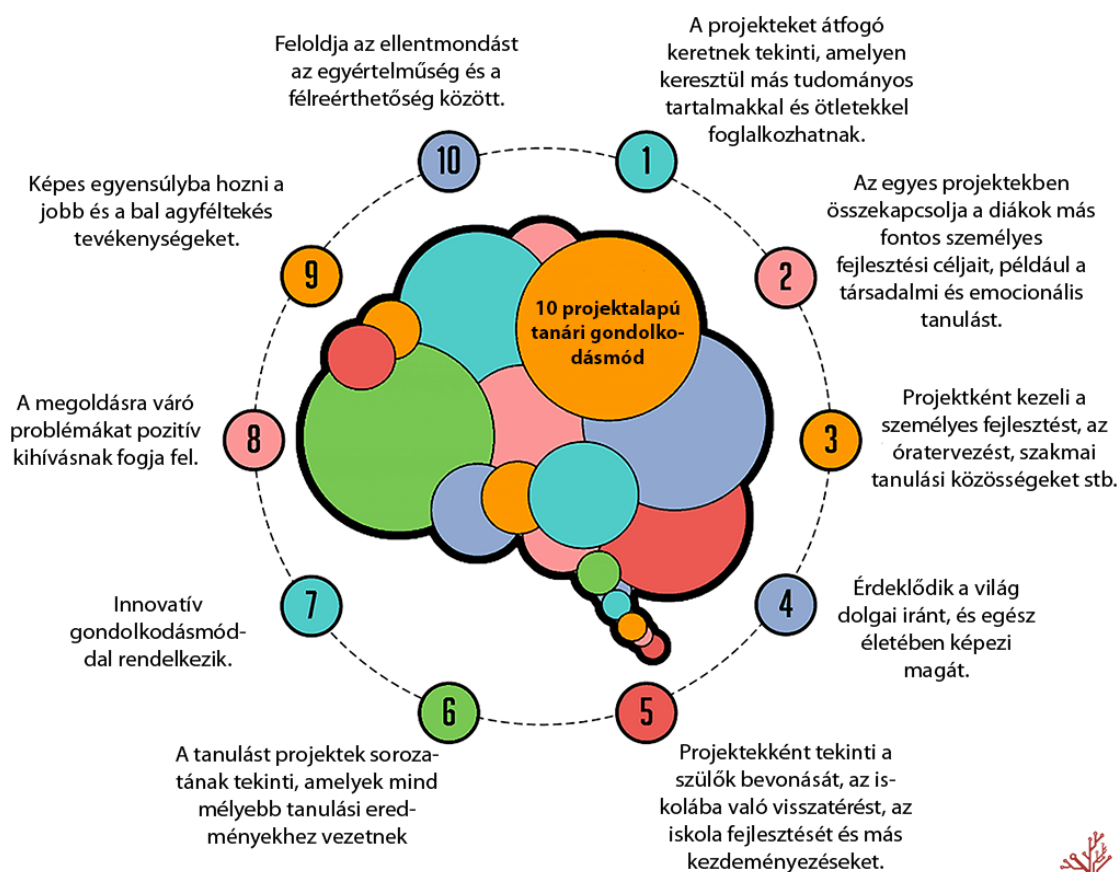 10 projektalapú
tanári gondolko-
dásmód
1
A projekteket átfogó
keretnek tekinti, amelyen
keresztül más tudományos
tartalmakkal és ötletekkel
foglalkozhatnak.
2
Az egyes projektekben
összekapcsolja a diákok más
fontos személyes
fejlesztési céljait, például a
társadalmi és emocionális
tanulást.
3
Projektként kezeli a
személyes fejlesztést, az
óratervezést, szakmai
tanulási közösségeket stb.
4
Érdeklődik a világ
dolgai iránt, és egész
életében képezi
magát.
5
Projektekként tekinti a
szülők bevonását, az is-
kolába való visszatérést, az
iskola fejlesztését és más
kezdeményezéseket.
6
A tanulást projektek soroza-
tának tekinti, amelyek mind
mélyebb tanulási ered-
ményekhez vezetnek
7
Innovatív
gondolkodásmód-
dal rendelkezik.
8
A megoldásra váró
problémákat pozitív
kihívásnak fogja fel.
9
Képes egyensúlyba hozni a
jobb és a bal agyféltekés
tevékenységeket.
10
Feloldja az ellentmondást
az egyértelműség és a
félreérthetőség között.